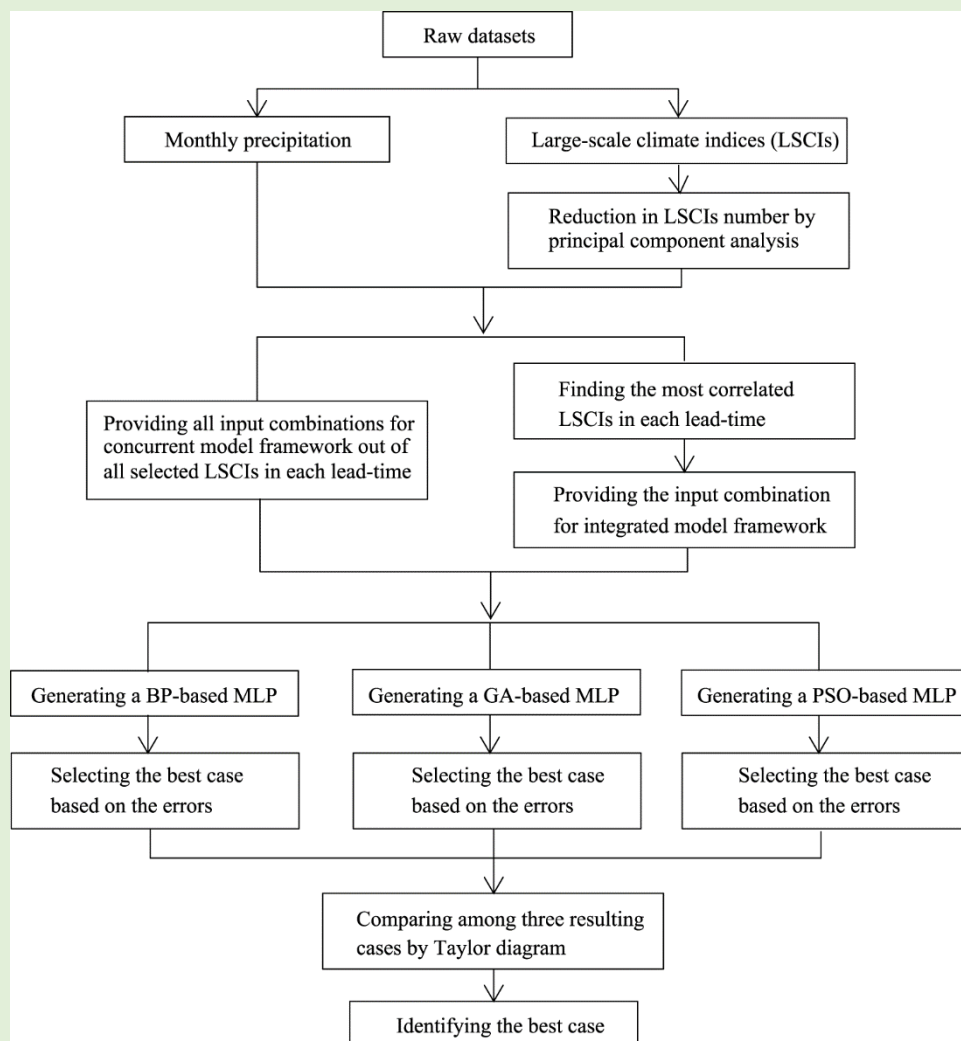 Raw datasets
Monthly precipitation
Large-scale climate indices (LSCIs)
Reduction in LSCIs number by
principal component analysis
Providing all input combinations for
concurrent model framework out of
all selected LSCIs in each lead-time
Finding the most correlated
LSCIs in each lead-time
Providing the input combination
for integrated model framework
Generating a BP-based MLP
Generating a GA-based MLP
Generating a PSO-based MLP
Selecting the best case
based on the errors
Selecting the best case
based on the errors
Selecting the best case
based on the errors
Comparing among three resulting
cases by Taylor diagram
Identifying the best case